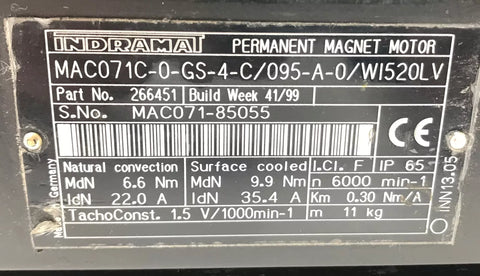 INDRAMAT PERMANENT MAGNET MOTOR
MAC071C-0-GS-4-C/095-A-0/WI520LV
Part No. 266451 Build Week 41/99
S.No. MAC071-85055
CE
Natural convection Surface cooled I.Cl. F IP 65
MdN 6.6 Nm MdN 9.9 Nm n 6000 min-1
IdN 22.0 A IdN 35.4 A Km 0.30 Nm/A
TachoConst. 1.5 V/1000min-1 m 11 kg
Made in Germany
INN13.05